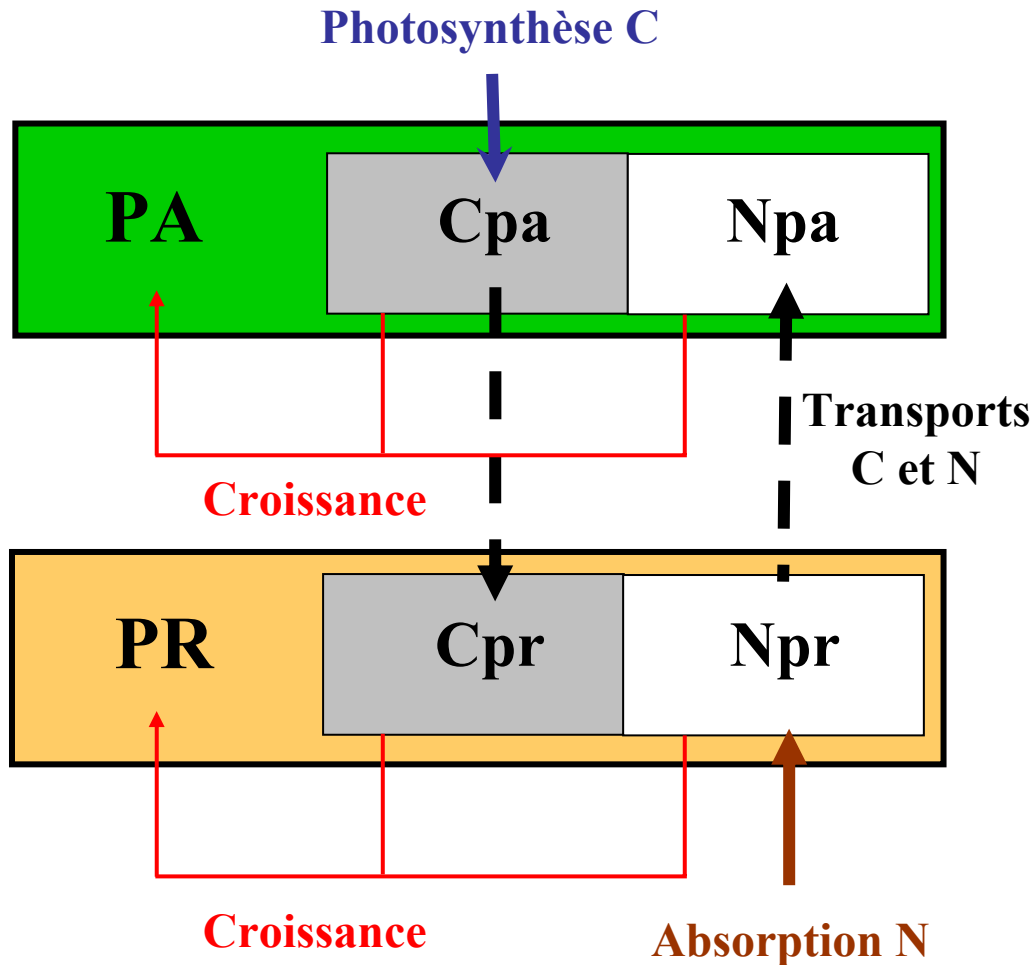 Photosynthèse C
PA
Cpa
Npa
Transports
C et N
Croissance
PR
Cpr
Npr
Croissance
Absorption N